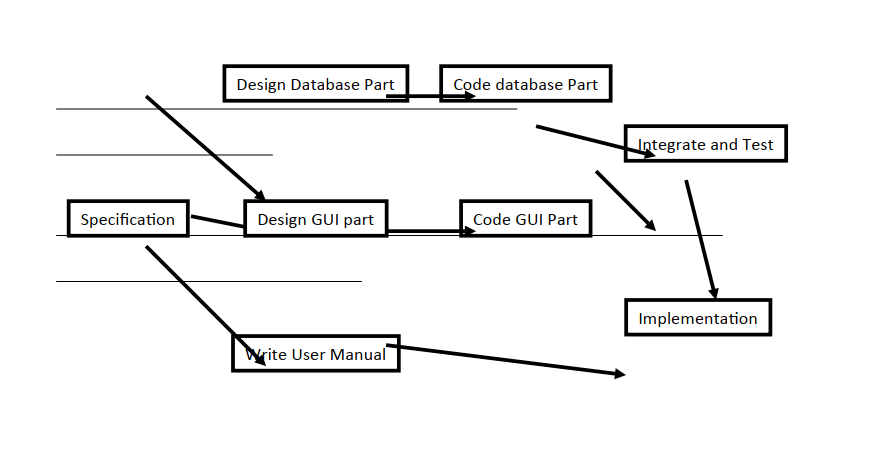 Design Database Part
Code database Part
Integrate and Test
Specification
Design GUI part
Code GUI Part
Implementation
Write User Manual